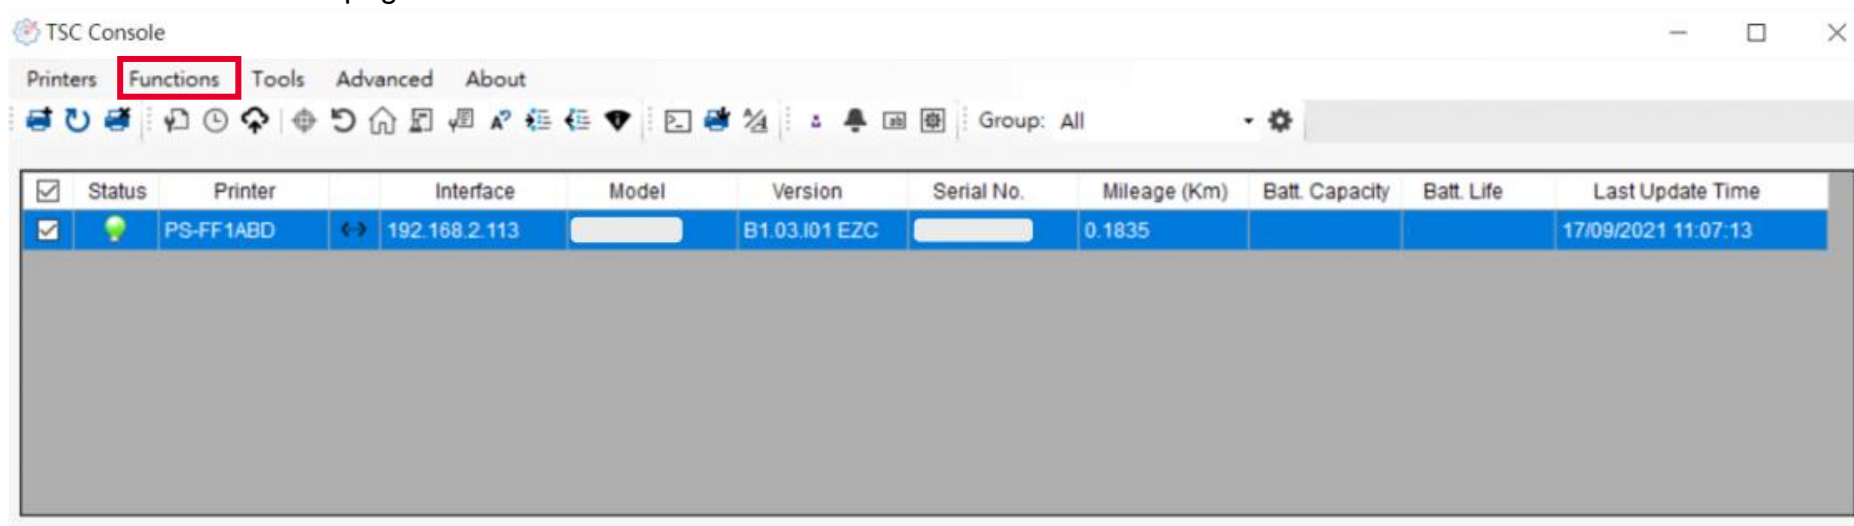 TSC Console
Printers Functions Tools Advanced About
Group: All
Status Printer Interface Model Version Serial No. Mileage (Km) Batt. Capacity Batt. Life Last Update Time
PS-FF1ABD 192.168.2.113 B1.03.I01 EZC 0.1835 17/09/2021 11:07:13